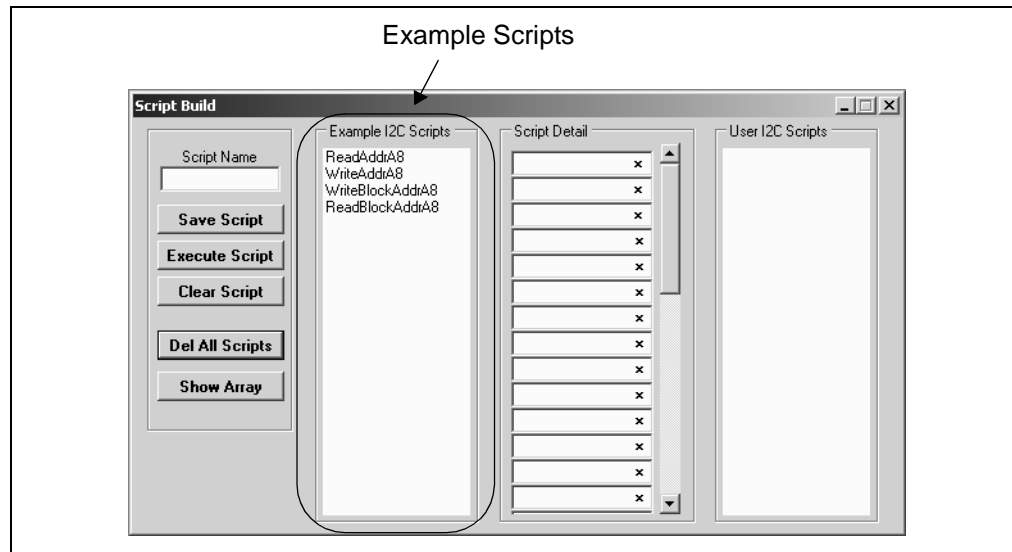 Example Scripts
Script Build
Script Name
Save Script
Execute Script
Clear Script
Del All Scripts
Show Array
Example I2C Scripts
ReadAddrA8
WriteAddrA8
WriteBlockAddrA8
ReadBlockAddrA8
Script Detail
x
x
x
x
x
x
x
x
x
x
x
x
x
x
User I2C Scripts